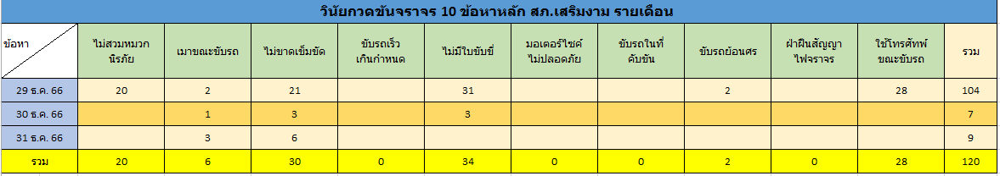 วินัยกวดขันจราจร 10 ข้อหาหลัก สภ.เสริมงาม รายเดือน
ข้อหา ไม่สวมหมวกนิรภัย เมาขณะขับรถ ไม่ขาดเข็มขัด ขับรถเร็วเกินกำหนด ไม่มีใบขับขี่ มอเตอร์ไซค์ไม่ปลอดภัย ขับรถในที่คับขัน ขับรถย้อนศร ฝ่าฝืนสัญญาไฟจราจร ใช้โทรศัทพ์ขณะขับรถ รวม
29 ธ.ค. 66 20 2 21 31 2 28 104
30 ธ.ค. 66 1 3 3 7
31 ธ.ค. 66 3 6 9
รวม 20 6 30 0 34 0 0 2 0 28 120